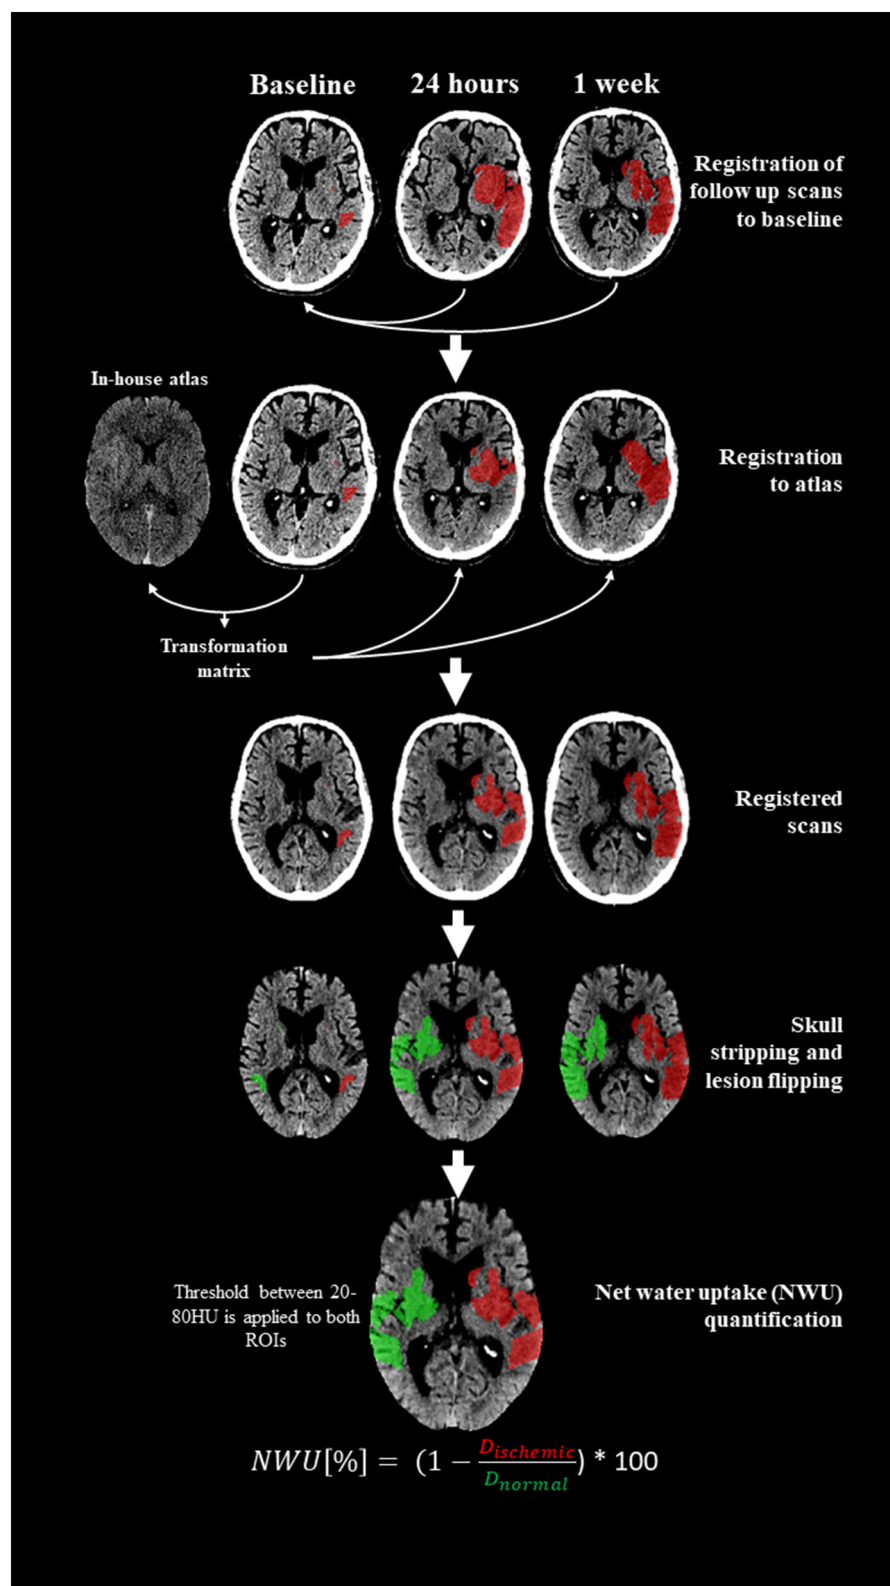 Baseline
24 hours
1 week
Registration of
follow up scans
to baseline
In-house atlas
Registration
to atlas
Transformation
matrix
Registered
scans
Skull
stripping and
lesion flipping
Threshold between 20-
80HU is applied to both
ROIs
Net water uptake (NWU)
quantification
NWU[%] = (1 − D_ischemic / D_normal) * 100